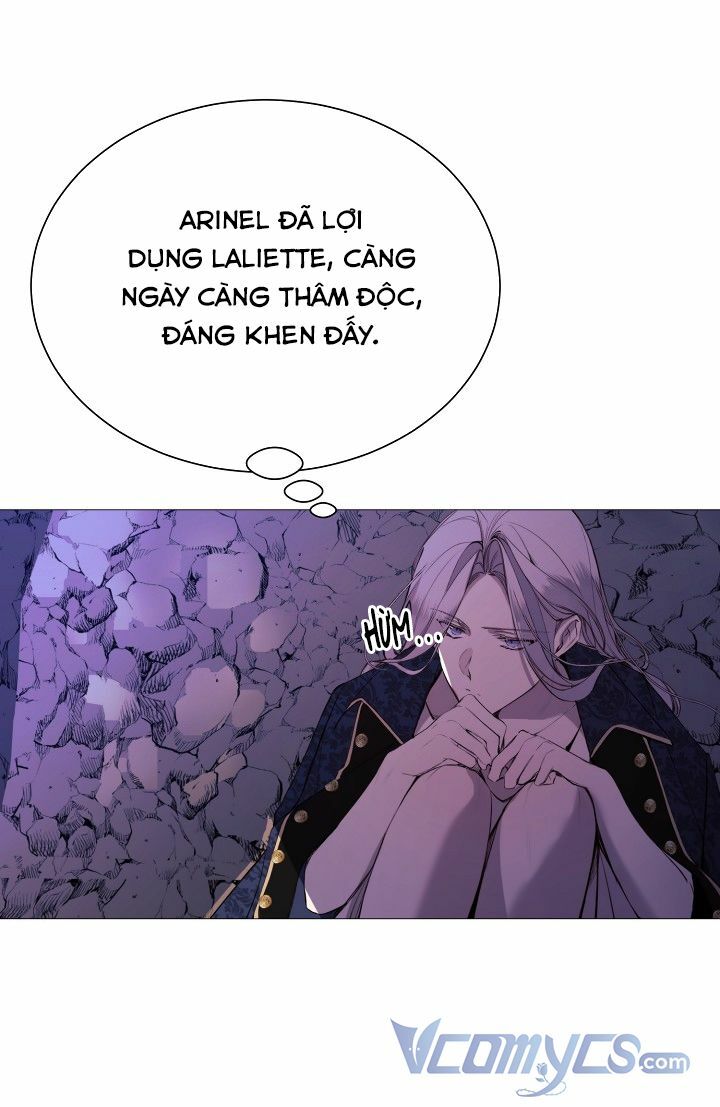 ARINEL ĐÃ LỢI
DỤNG LALIETTE, CÀNG
NGÀY CÀNG THÂM ĐỘC,
ĐÁNG KHEN ĐẤY.
HỪM...
VCOMYCS.com